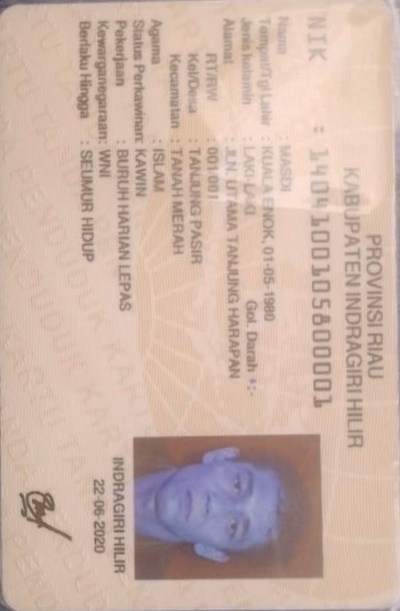 PROVINSI RIAU
KABUPATEN INDRAGIRI HILIR
NIK : 1404100105800001
Nama : MASDI
Tempat/Tgl Lahir : KUALA ENOK, 01-05-1980
Jenis kelamin : LAKI-LAKI Gol. Darah : -
Alamat : JLN. UTAMA TANJUNG HARAPAN
RT/RW : 001/001
Kel/Desa : TANJUNG PASIR
Kecamatan : TANAH MERAH
Agama : ISLAM
Status Perkawinan: KAWIN
Pekerjaan : BURUH HARIAN LEPAS
Kewarganegaraan: WNI
Berlaku Hingga : SEUMUR HIDUP
INDRAGIRI HILIR
22-06-2020